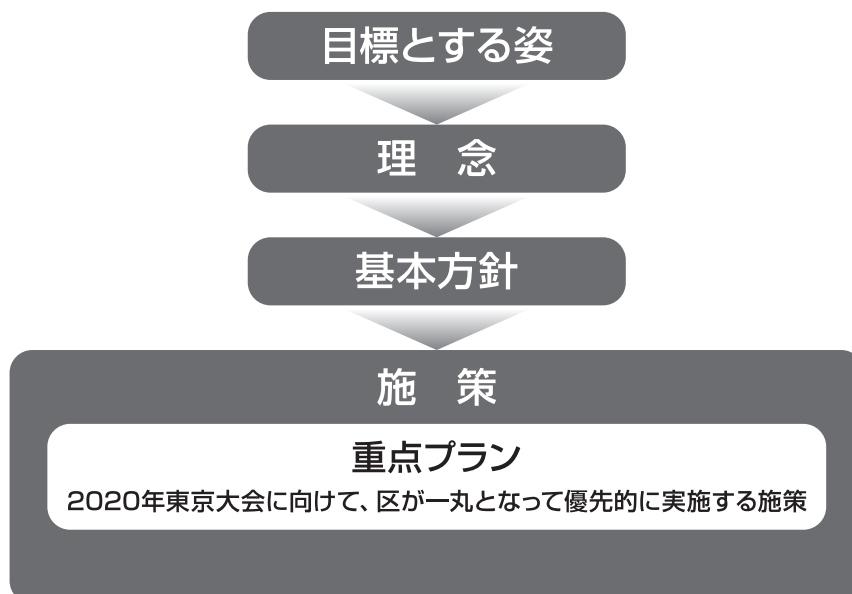 目標とする姿
理　念
基本方針
施　策
重点プラン
2020年東京大会に向けて、区が一丸となって優先的に実施する施策